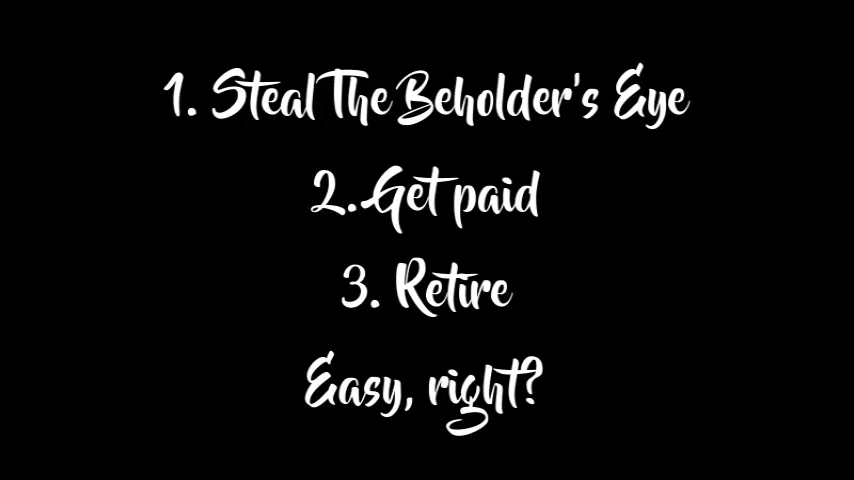 1. Steal The Beholder's Eye
2. Get paid
3. Retire
Easy, right?